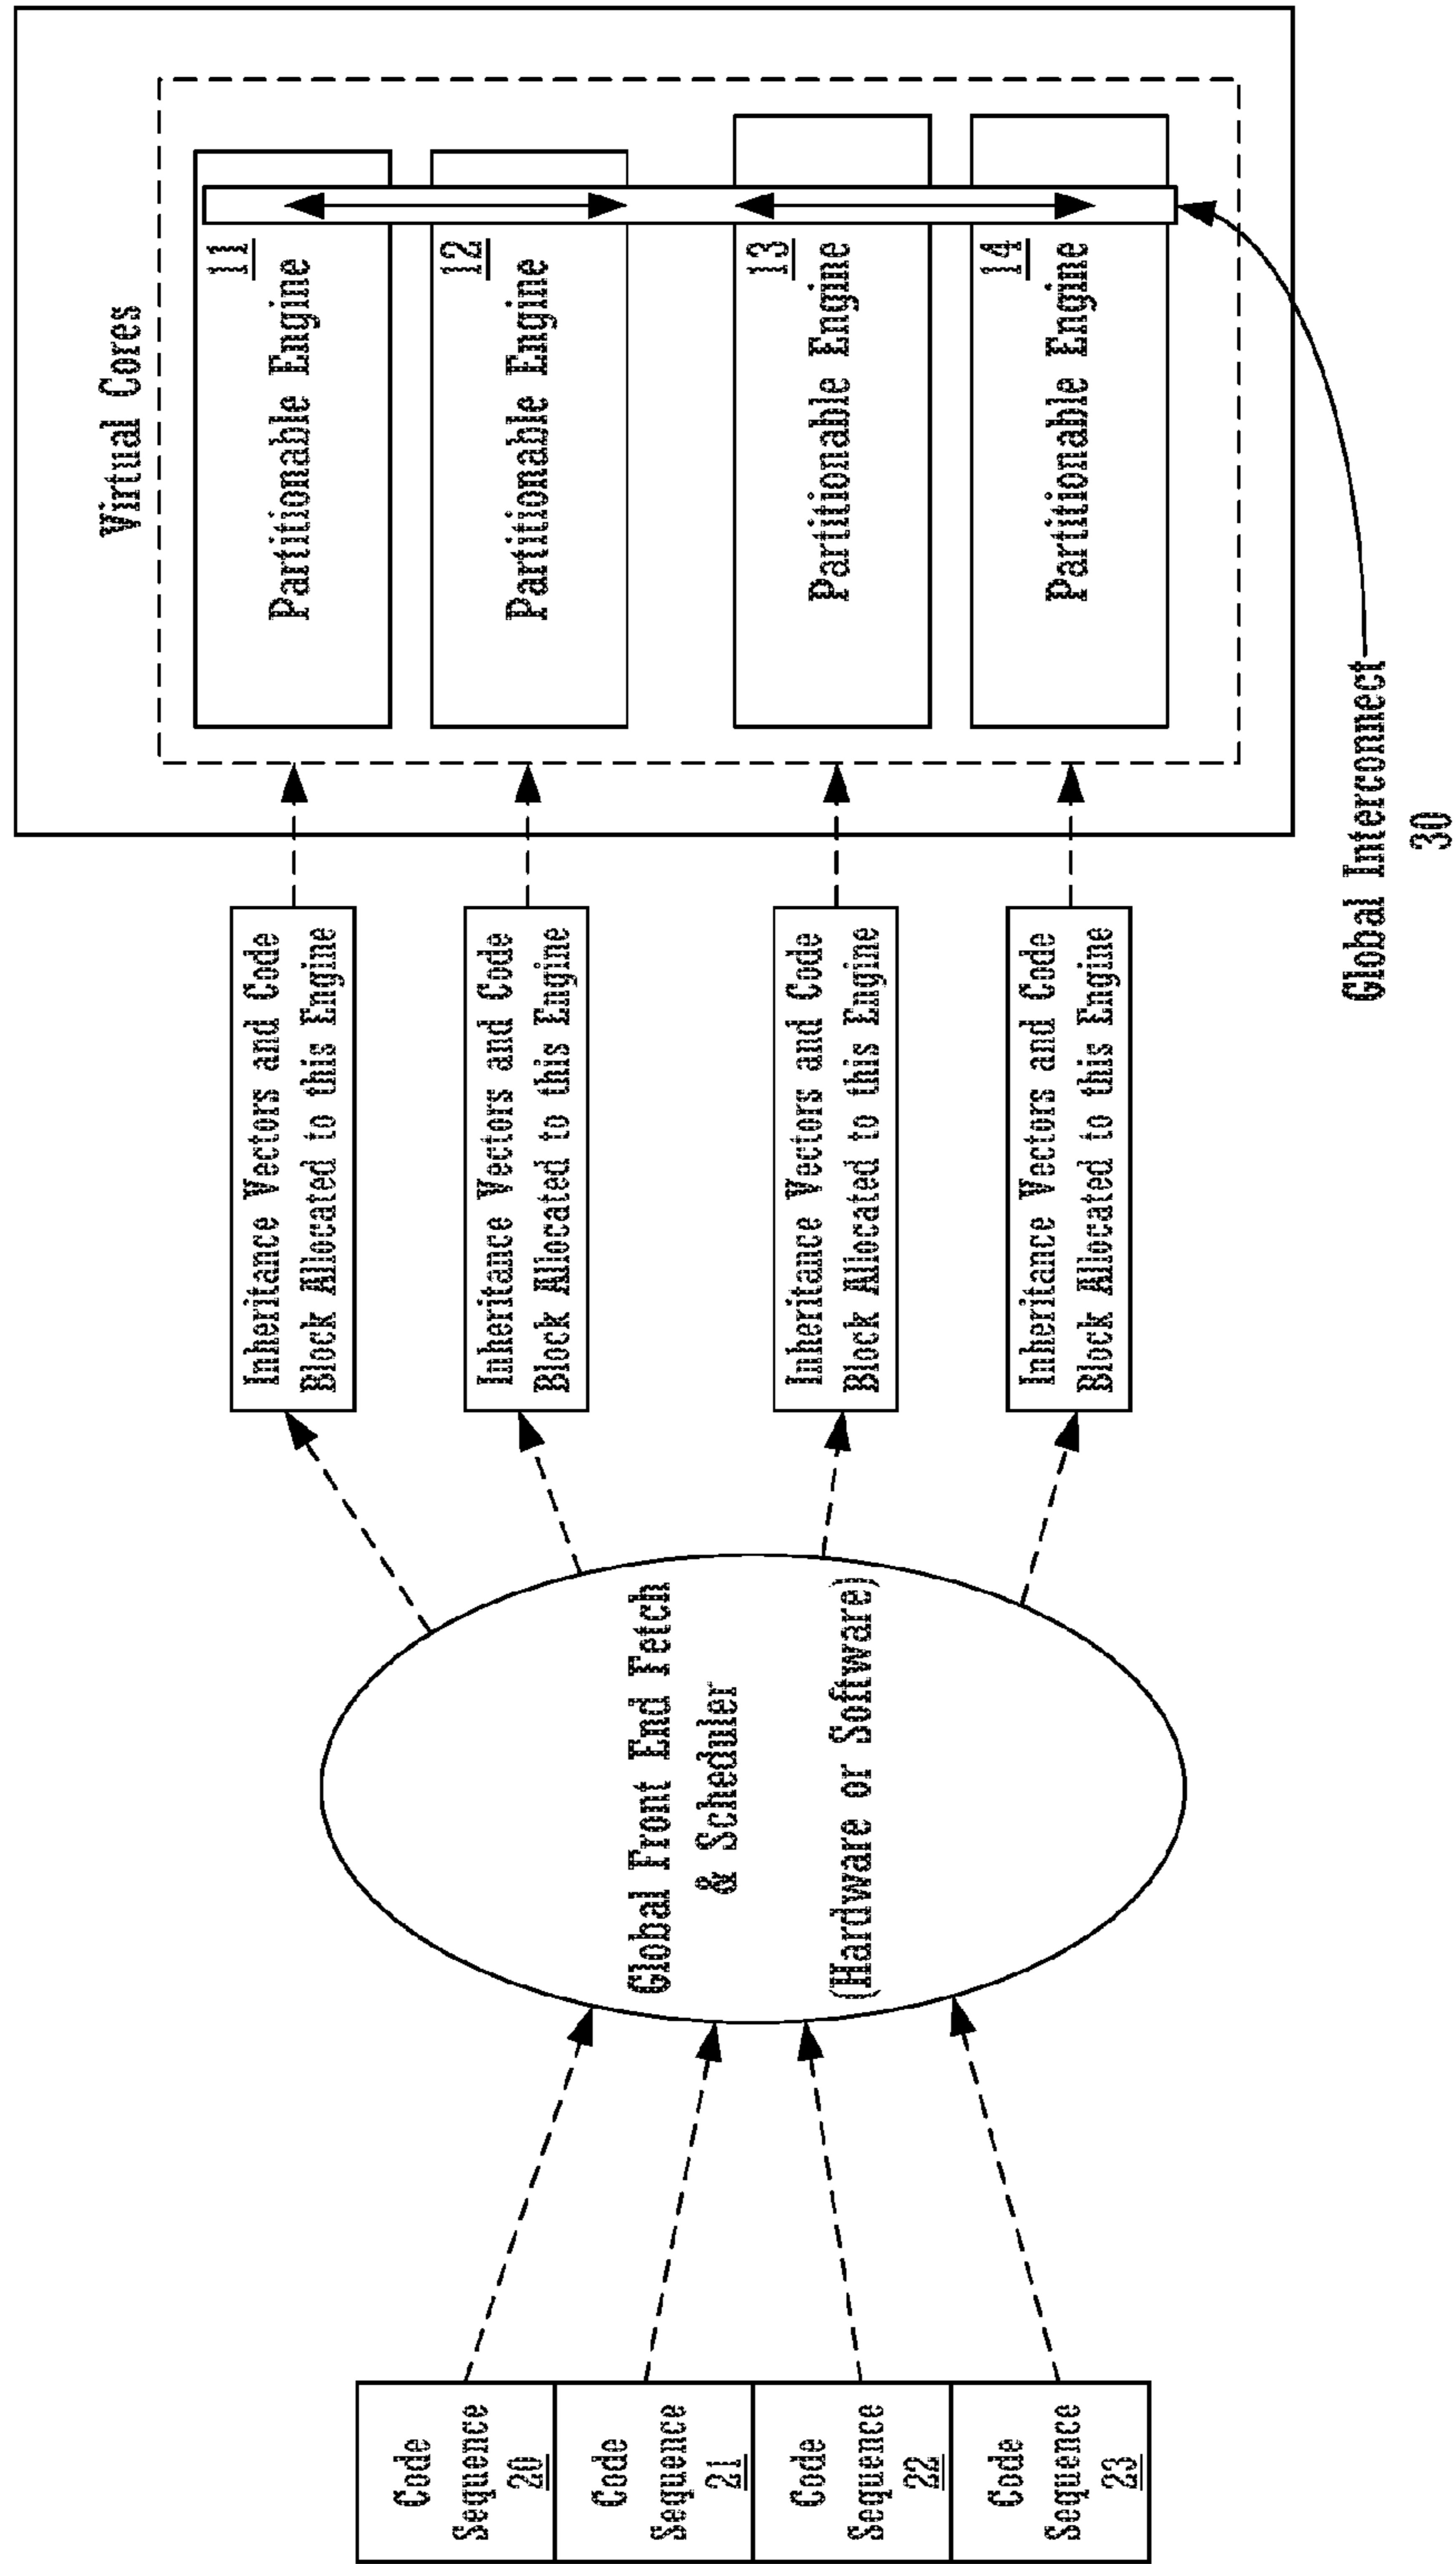 Code
Sequence
20
Code
Sequence
21
Code
Sequence
22
Code
Sequence
23
Global Front End Fetch
& Scheduler
(Hardware or Software)
Inheritance Vectors and Code
Block Allocated to this Engine
Inheritance Vectors and Code
Block Allocated to this Engine
Inheritance Vectors and Code
Block Allocated to this Engine
Inheritance Vectors and Code
Block Allocated to this Engine
Virtual Cores
11
Partitionable Engine
12
Partitionable Engine
13
Partitionable Engine
14
Partitionable Engine
Global Interconnect
30